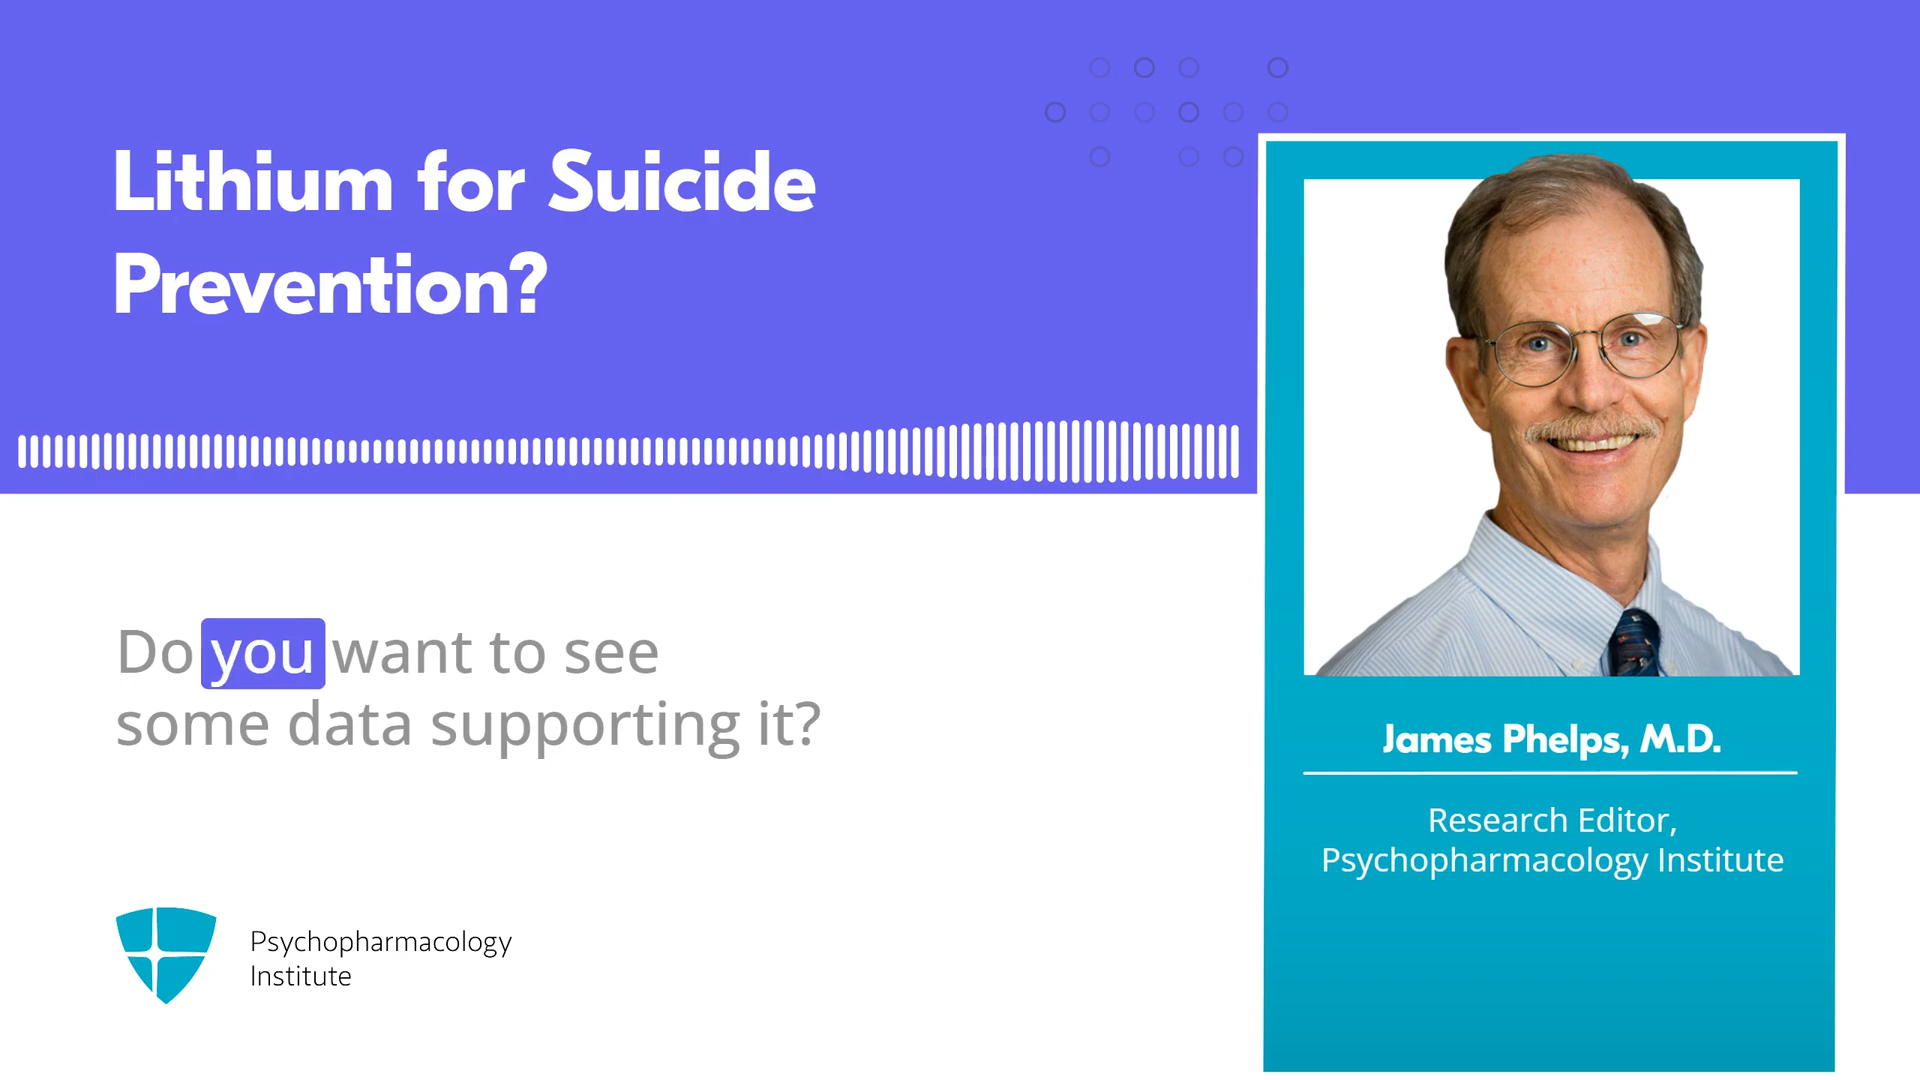 Lithium for Suicide
Prevention?
Do you want to see
some data supporting it?
Psychopharmacology
Institute
James Phelps, M.D.
Research Editor,
Psychopharmacology Institute